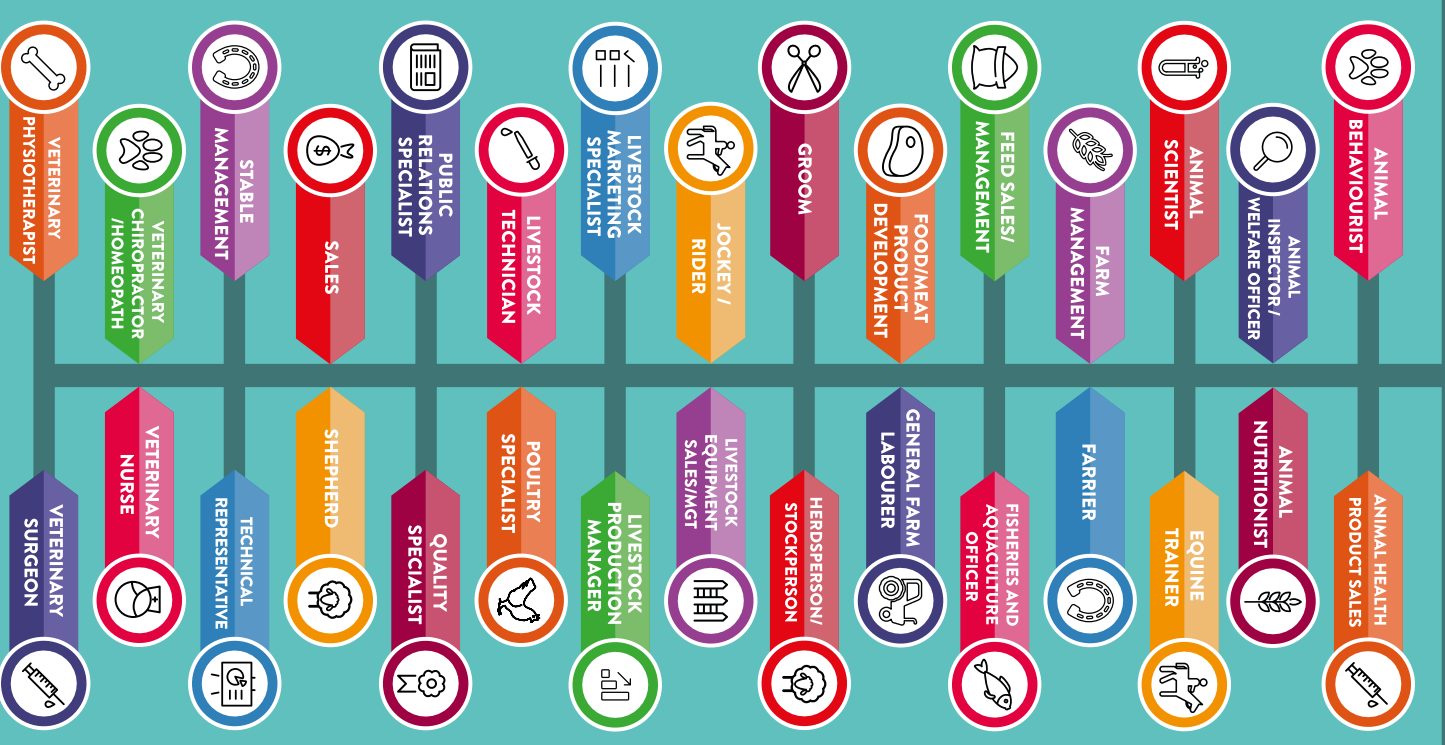 ANIMAL
BEHAVIOURIST
ANIMAL HEALTH
PRODUCT SALES
ANIMAL
INSPECTOR/
WELFARE OFFICER
ANIMAL
NUTRITIONIST
ANIMAL
SCIENTIST
EQUINE
TRAINER
FARM
MANAGEMENT
FARRIER
FEED SALES/
MANAGEMENT
FISHERIES AND
AQUACULTURE
OFFICER
FOOD/MEAT
PRODUCT
DEVELOPMENT
GENERAL FARM
LABOURER
GROOM
HERDSPERSON/
STOCKPERSON
JOCKEY /
RIDER
LIVESTOCK
EQUIPMENT
SALES/MGT
LIVESTOCK
MARKETING
SPECIALIST
LIVESTOCK
PRODUCTION
MANAGER
LIVESTOCK
TECHNICIAN
POULTRY
SPECIALIST
PUBLIC
RELATIONS
SPECIALIST
QUALITY
SPECIALIST
$
SALES
SHEPHERD
STABLE
MANAGEMENT
TECHNICAL
REPRESENTATIVE
VETERINARY
CHIROPRACTOR
/HOMEOPATH
VETERINARY
NURSE
VETERINARY
PHYSIOTHERAPIST
VETERINARY
SURGEON